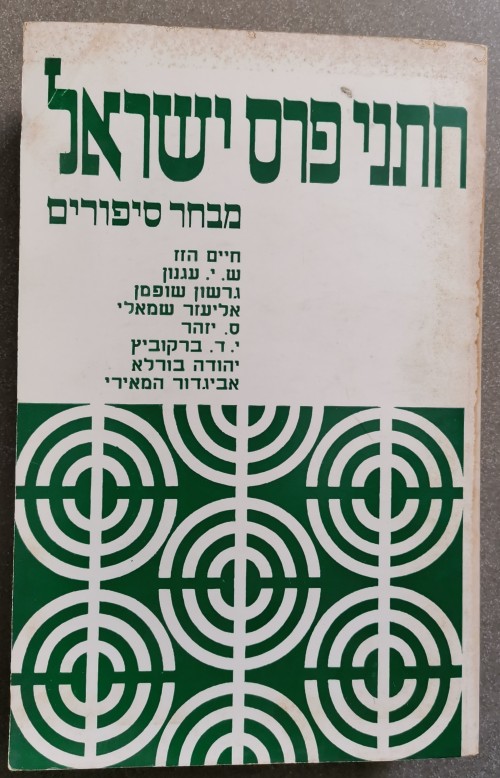 חתני פרס ישראל
מבחר סיפורים
חיים הזז
ש. י. עגנון
גרשון שופמן
אליעזר שמאלי
ס. יזהר
י. ד. ברקוביץ
יהודה בורלא
אביגדור המאירי